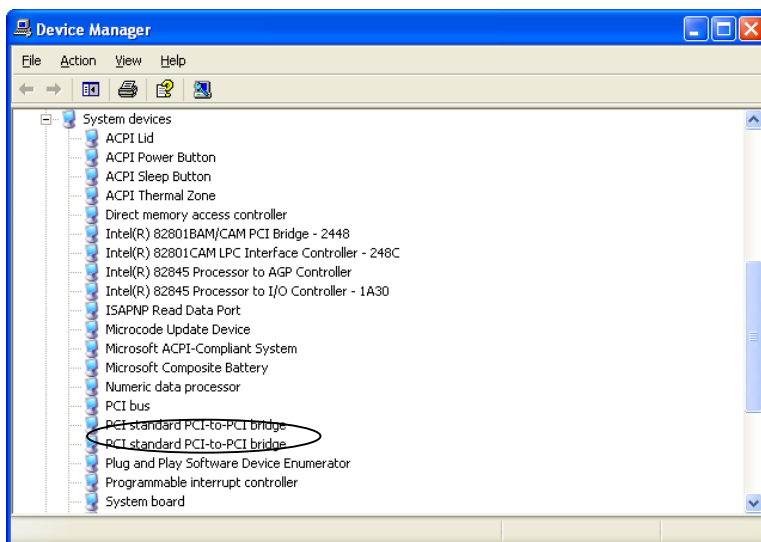 Device Manager
File Action View Help
System devices
ACPI Lid
ACPI Power Button
ACPI Sleep Button
ACPI Thermal Zone
Direct memory access controller
Intel(R) 82801BAM/CAM PCI Bridge - 2448
Intel(R) 82801CAM LPC Interface Controller - 248C
Intel(R) 82845 Processor to AGP Controller
Intel(R) 82845 Processor to I/O Controller - 1A30
ISAPNP Read Data Port
Microcode Update Device
Microsoft ACPI-Compliant System
Microsoft Composite Battery
Numeric data processor
PCI bus
PCI standard PCI-to-PCI bridge
PCI standard PCI-to-PCI bridge
Plug and Play Software Device Enumerator
Programmable interrupt controller
System board